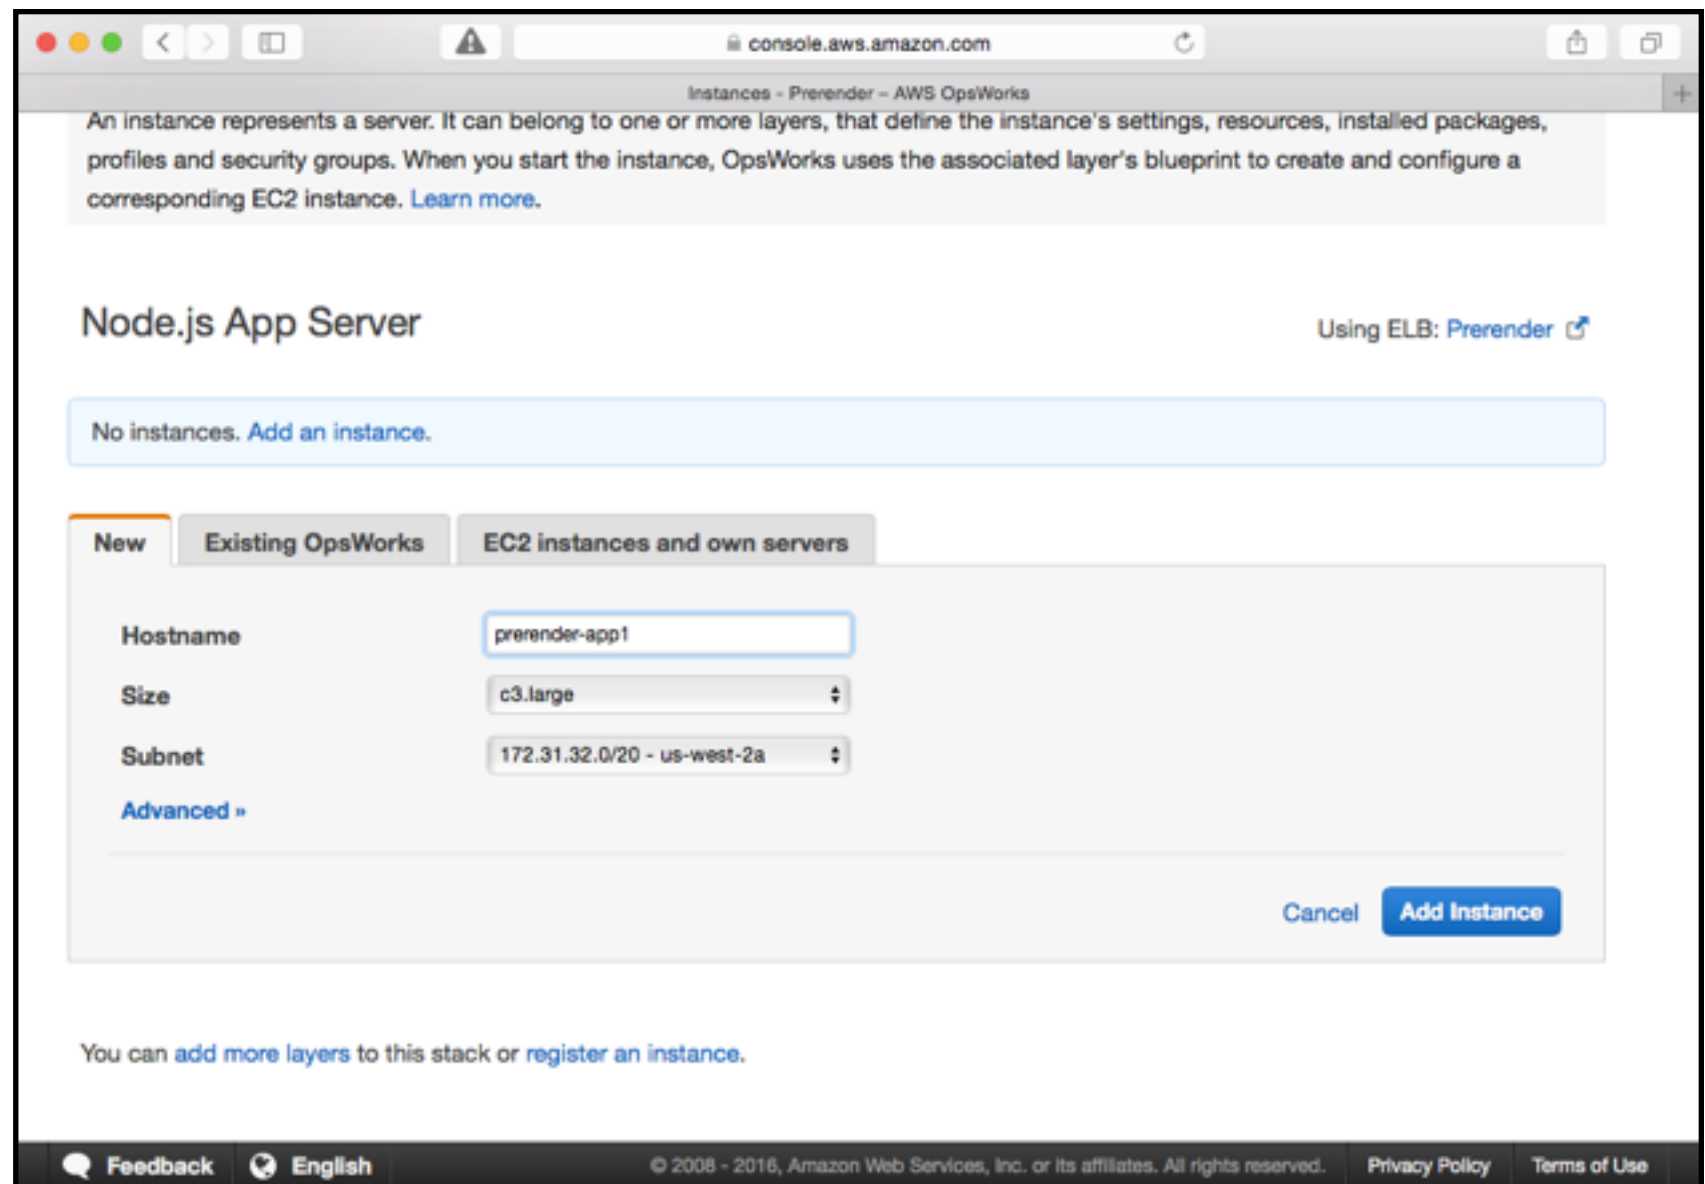 console.aws.amazon.com
Instances - Prerender – AWS OpsWorks
An instance represents a server. It can belong to one or more layers, that define the instance's settings, resources, installed packages,
profiles and security groups. When you start the instance, OpsWorks uses the associated layer's blueprint to create and configure a
corresponding EC2 instance. Learn more.
Node.js App Server
Using ELB: Prerender
No instances. Add an instance.
New Existing OpsWorks EC2 instances and own servers
Hostname prerender-app1
Size c3.large
Subnet 172.31.32.0/20 - us-west-2a
Advanced »
Cancel Add Instance
You can add more layers to this stack or register an instance.
Feedback English © 2008 - 2016, Amazon Web Services, Inc. or its affiliates. All rights reserved. Privacy Policy Terms of Use